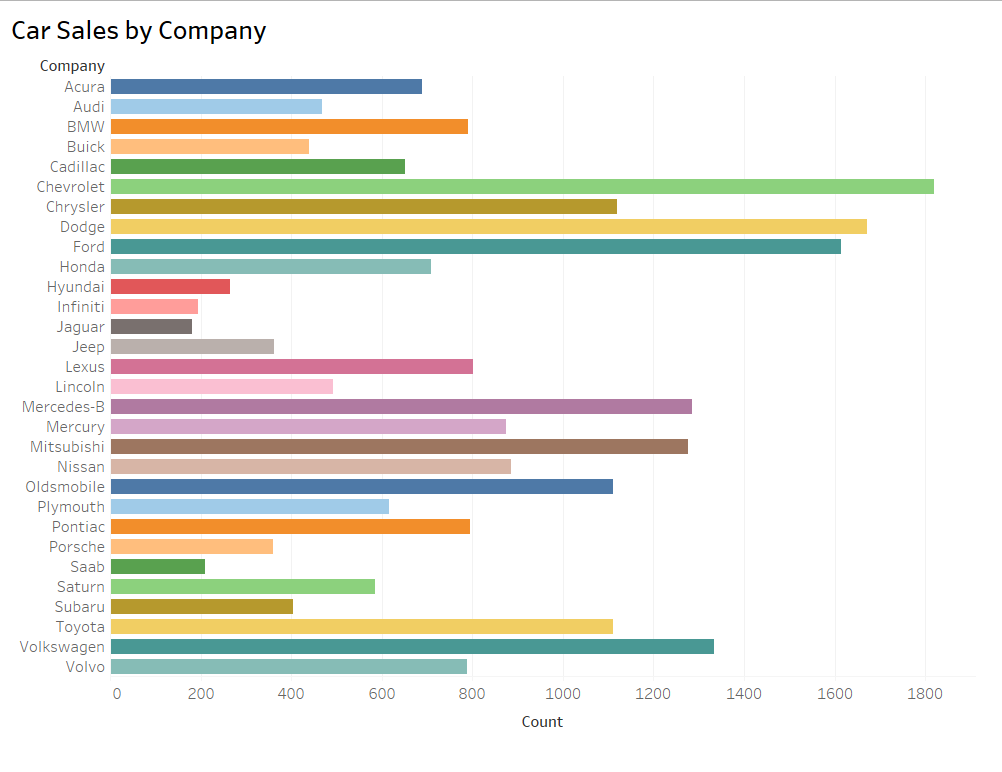 Car Sales by Company
Company
Acura
Audi
BMW
Buick
Cadillac
Chevrolet
Chrysler
Dodge
Ford
Honda
Hyundai
Infiniti
Jaguar
Jeep
Lexus
Lincoln
Mercedes-B
Mercury
Mitsubishi
Nissan
Oldsmobile
Plymouth
Pontiac
Porsche
Saab
Saturn
Subaru
Toyota
Volkswagen
Volvo
0 200 400 600 800 1000 1200 1400 1600 1800
Count